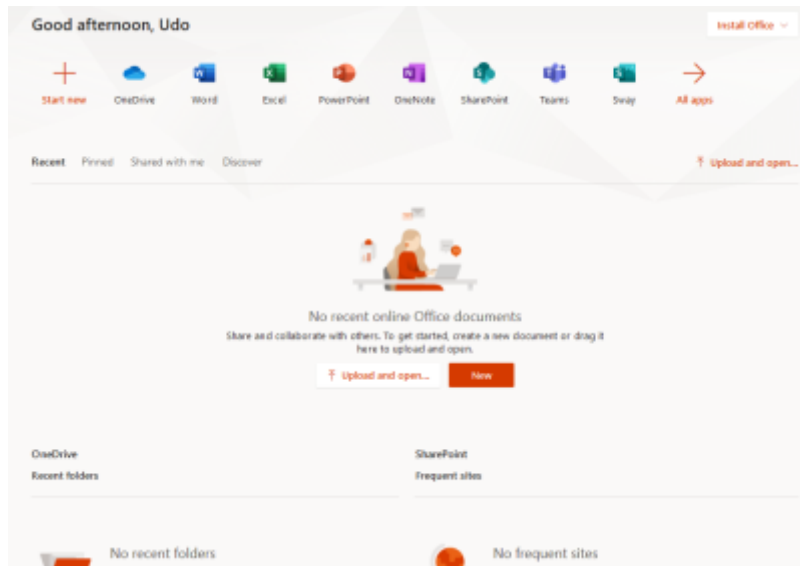 Good afternoon, Udo
Install Office
Start new
OneDrive
Word
Excel
PowerPoint
OneNote
SharePoint
Teams
Sway
All apps
Recent
Pinned
Shared with me
Discover
Upload and open...
No recent online Office documents
Share and collaborate with others. To get started, create a new document or drag it
here to upload and open.
Upload and open...
New
OneDrive
Recent folders
SharePoint
Frequent sites
No recent folders
No frequent sites